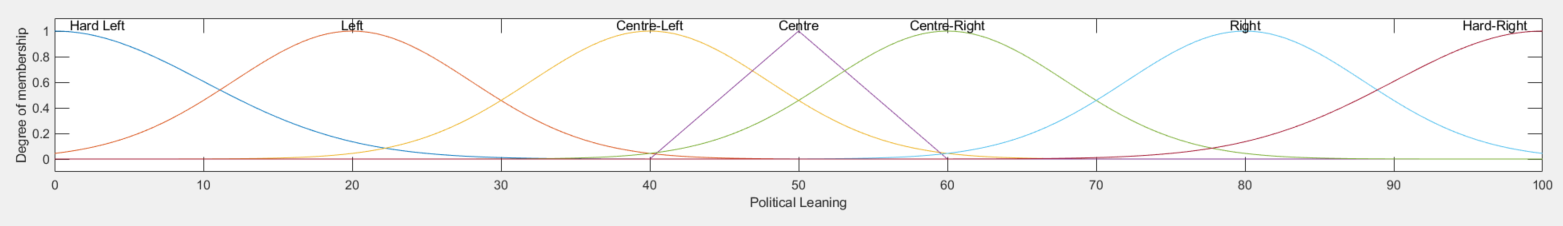 Hard Left Left Centre-Left Centre Centre-Right Right Hard-Right
1
0.8
0.6
0.4
0.2
0
Degree of membership
0 10 20 30 40 50 60 70 80 90 100
Political Leaning